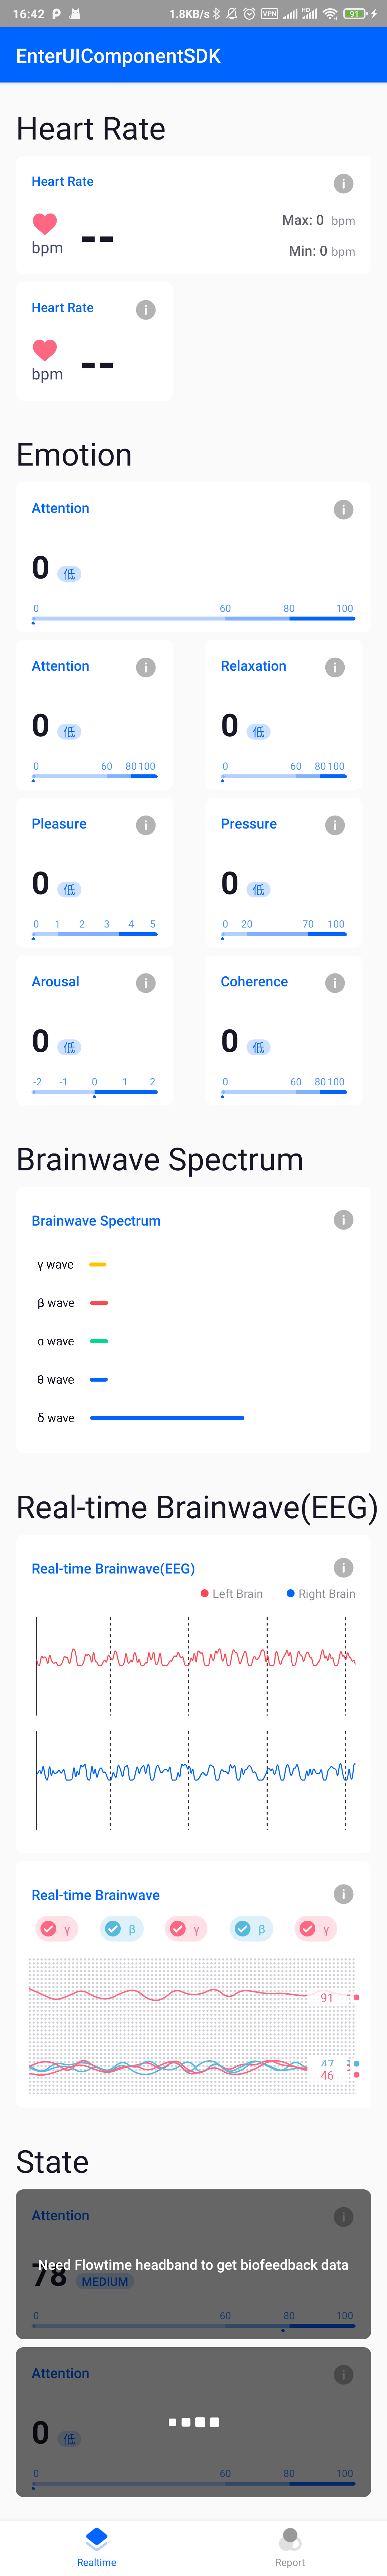 16:42 1.8KB/s VPN HD 91
EnterUIComponentSDK
Heart Rate
Heart Rate
bpm -- Max: 0 bpm
Min: 0 bpm
Heart Rate
bpm --
Emotion
Attention
0 低
0 60 80 100
Attention Relaxation
0 低 0 低
0 60 80 100 0 60 80 100
Pleasure Pressure
0 低 0 低
0 1 2 3 4 5 0 20 70 100
Arousal Coherence
0 低 0 低
-2 -1 0 1 2 0 60 80 100
Brainwave Spectrum
Brainwave Spectrum
γ wave
β wave
α wave
θ wave
δ wave
Real-time Brainwave(EEG)
Real-time Brainwave(EEG)
Left Brain Right Brain
Real-time Brainwave
γ β γ β γ
91
47
46
State
Attention
Need Flowtime headband to get biofeedback data
78 MEDIUM
0 60 80 100
Attention
0 低
0 60 80 100
Realtime Report